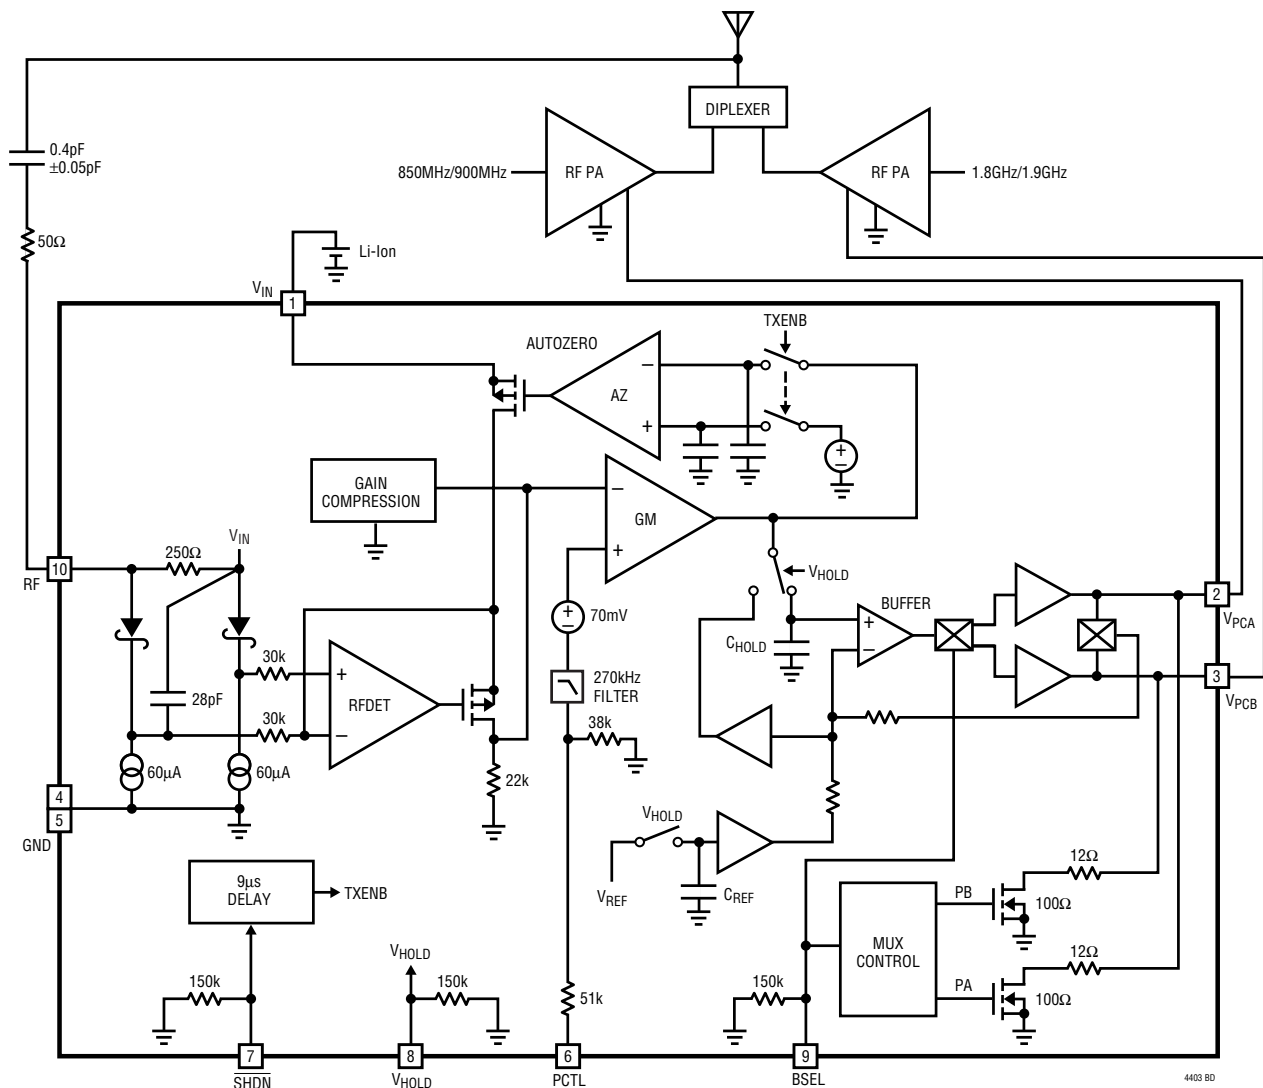 DIPLEXER
0.4pF
±0.05pF
850MHz/900MHz
RF PA
RF PA
1.8GHz/1.9GHz
50Ω
Li-Ion
VIN
1
TXENB
AUTOZERO
–
AZ
+
+
–
GAIN
COMPRESSION
–
GM
+
VIN
250Ω
10
RF
VHOLD
2
VPCA
BUFFER
+
–
70mV
+
–
CHOLD
30k
28pF
+
RFDET
–
30k
270kHz
FILTER
3
VPCB
38k
60µA
60µA
22k
4
5
GND
VHOLD
VREF
CREF
9µs
DELAY
TXENB
12Ω
PB
100Ω
MUX
CONTROL
12Ω
PA
100Ω
VHOLD
150k
150k
51k
150k
7
8
6
9
SHDN
VHOLD
PCTL
BSEL
4403 BD